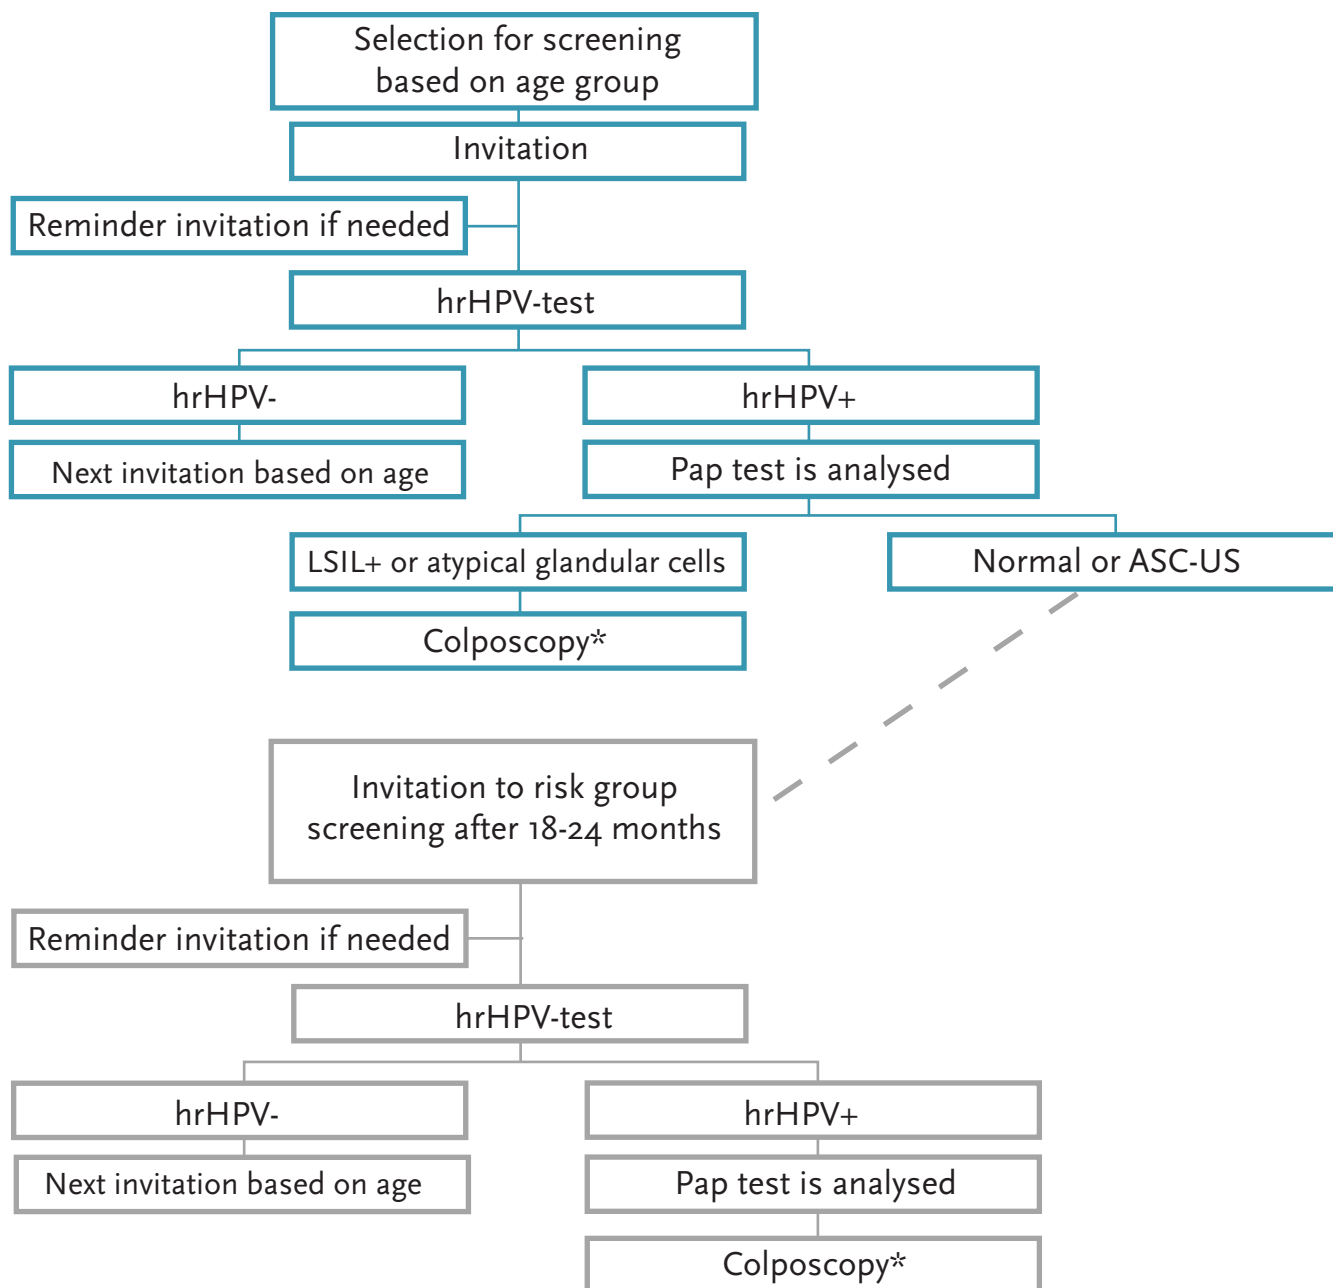 Selection for screening
based on age group
Invitation
Reminder invitation if needed
hrHPV-test
hrHPV-
hrHPV+
Next invitation based on age
Pap test is analysed
LSIL+ or atypical glandular cells
Normal or ASC-US
Colposcopy*
Invitation to risk group
screening after 18-24 months
Reminder invitation if needed
hrHPV-test
hrHPV-
hrHPV+
Next invitation based on age
Pap test is analysed
Colposcopy*